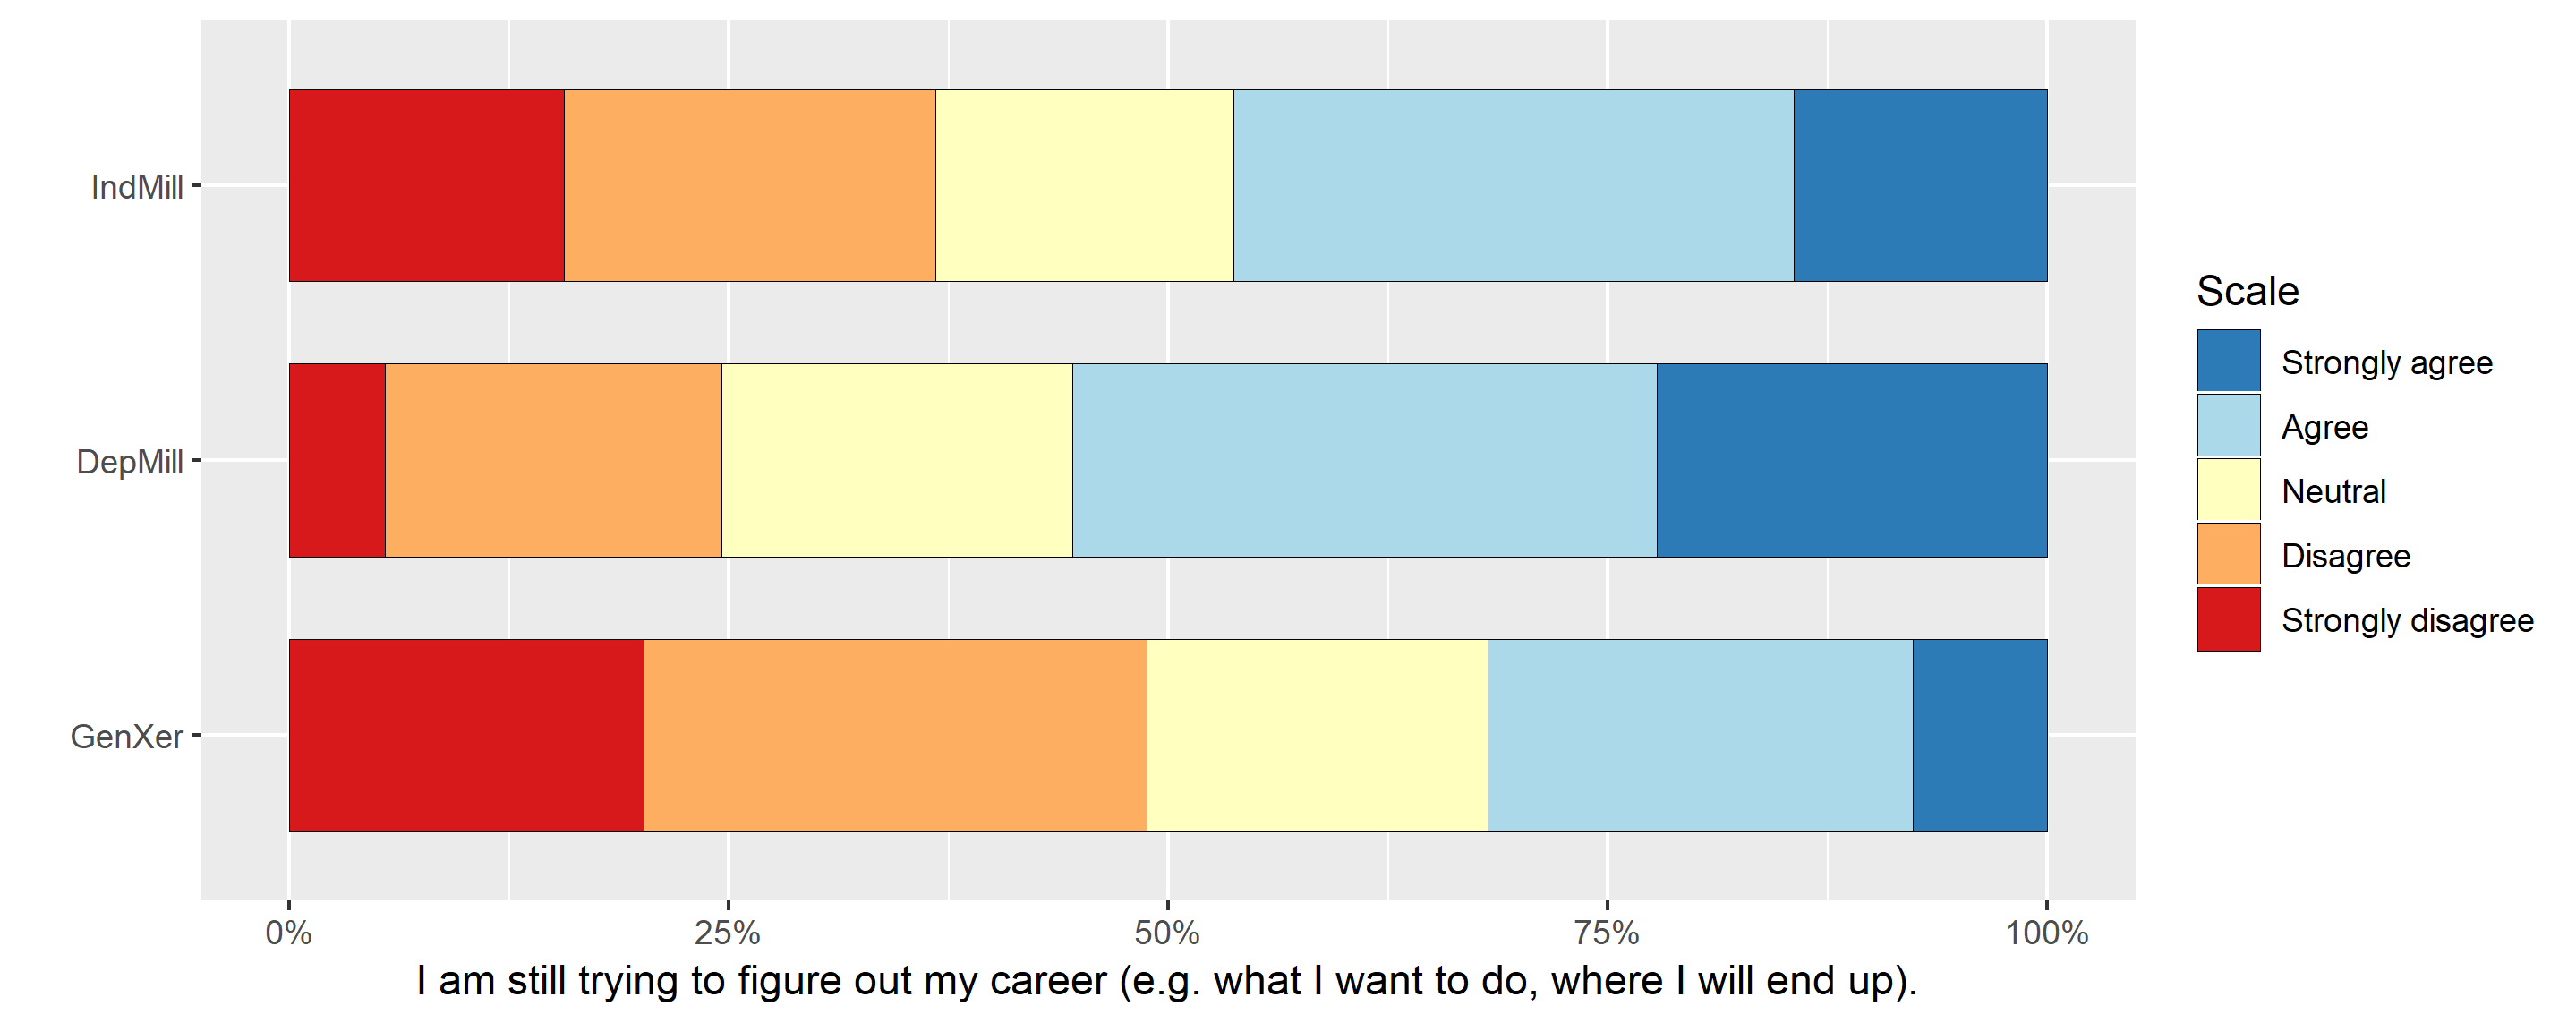 IndMill
DepMill
GenXer
0% 25% 50% 75% 100%
I am still trying to figure out my career (e.g. what I want to do, where I will end up).
Scale
Strongly agree
Agree
Neutral
Disagree
Strongly disagree